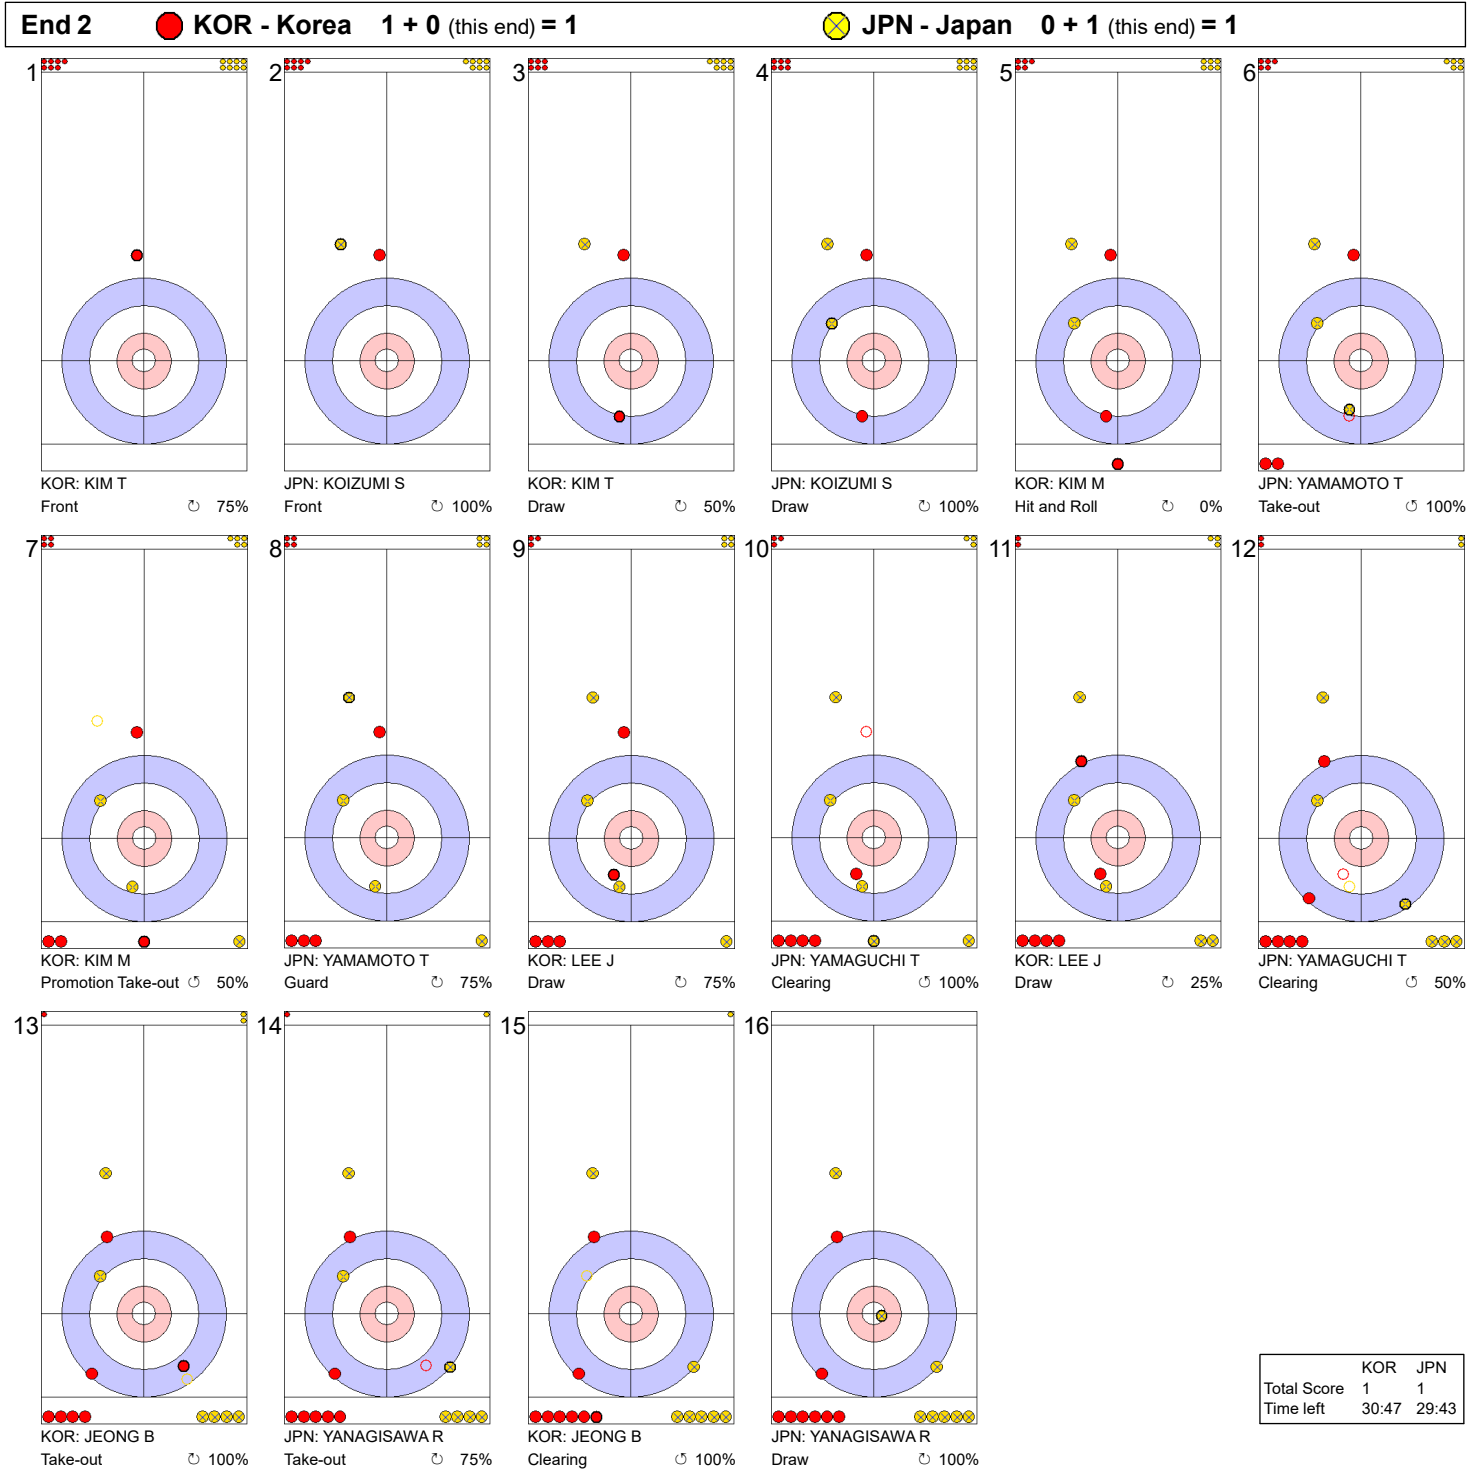 End 2 KOR - Korea 1 + 0 (this end) = 1 JPN - Japan 0 + 1 (this end) = 1
1 2 3 4 5 6
KOR: KIM T JPN: KOIZUMI S KOR: KIM T JPN: KOIZUMI S KOR: KIM M JPN: YAMAMOTO T
Front ↻ 75% Front ↻ 100% Draw ↻ 50% Draw ↻ 100% Hit and Roll ↻ 0% Take-out ↺ 100%
7 8 9 10 11 12
KOR: KIM M JPN: YAMAMOTO T KOR: LEE J JPN: YAMAGUCHI T KOR: LEE J JPN: YAMAGUCHI T
Promotion Take-out ↺ 50% Guard ↻ 75% Draw ↻ 75% Clearing ↺ 100% Draw ↻ 25% Clearing ↺ 50%
13 14 15 16
KOR: JEONG B JPN: YANAGISAWA R KOR: JEONG B JPN: YANAGISAWA R
Take-out ↻ 100% Take-out ↻ 75% Clearing ↺ 100% Draw ↻ 100%
KOR JPN
Total Score 1 1
Time left 30:47 29:43